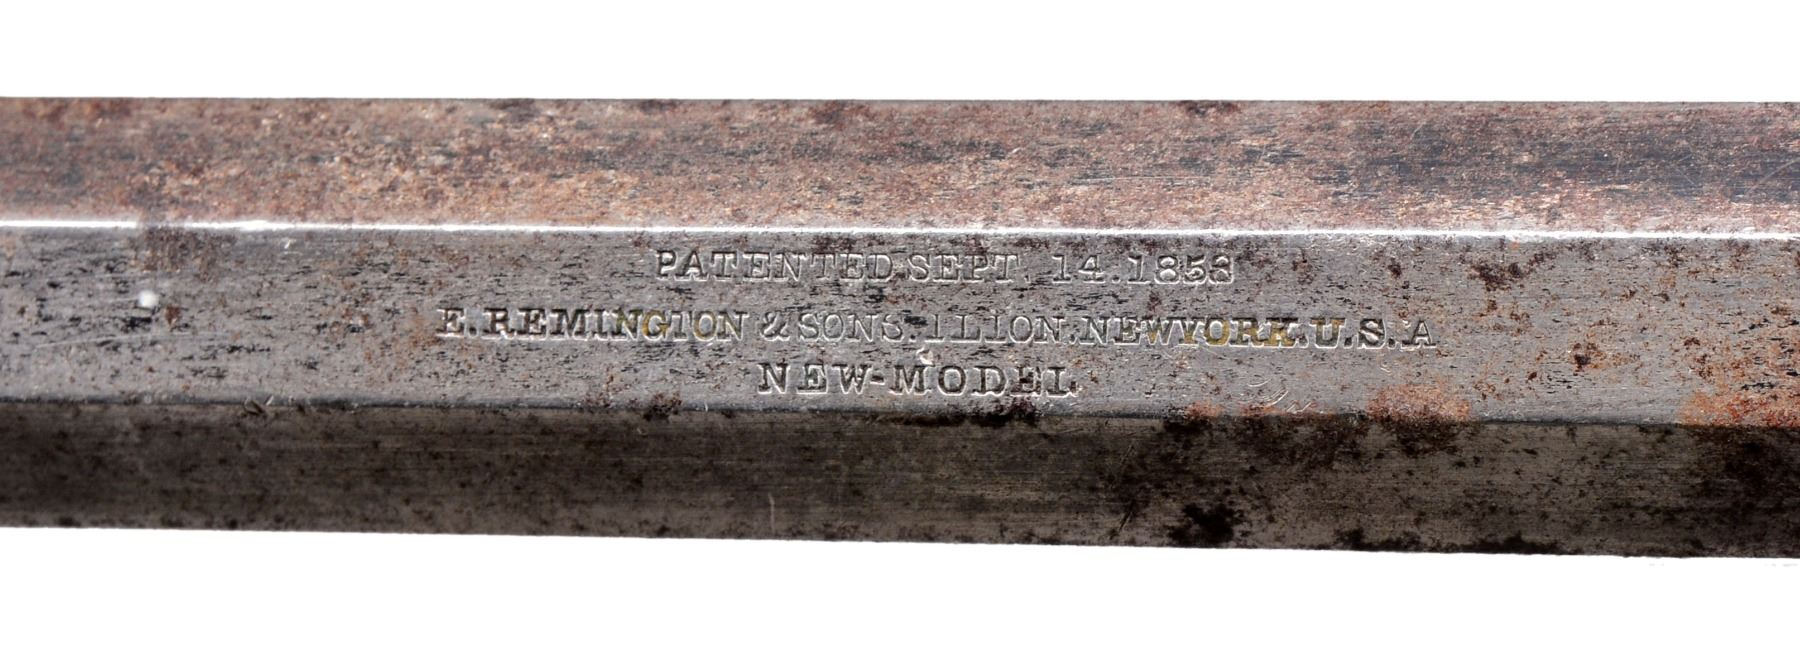 PATENTED SEPT. 14.1858
E. REMINGTON & SONS. ILION. NEW YORK. U.S.A
NEW-MODEL